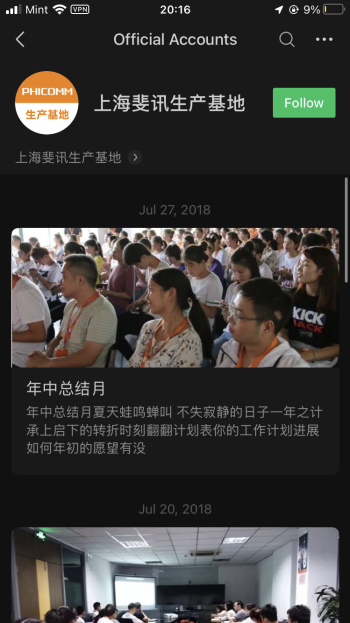 Mint
20:16
VPN
9%
Official Accounts
PHICOMM
生产基地
上海斐讯生产基地
Follow
上海斐讯生产基地
Jul 27, 2018
KICK
年中总结月
年中总结月夏天蛙鸣蝉叫 不失寂静的日子一年之计
承上启下的转折时刻翻翻计划表你的工作计划进展
如何年初的愿望有没
Jul 20, 2018